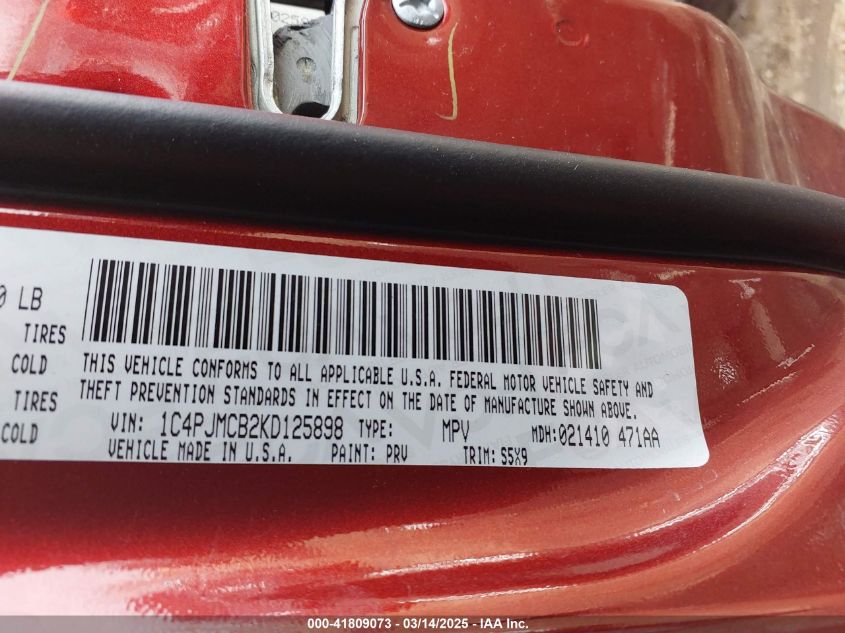 0 LB
TIRES
COLD
TIRES
COLD
THIS VEHICLE CONFORMS TO ALL APPLICABLE U.S.A. FEDERAL MOTOR VEHICLE SAFETY AND
THEFT PREVENTION STANDARDS IN EFFECT ON THE DATE OF MANUFACTURE SHOWN ABOVE.
VIN: 1C4PJMCB2KD125898 TYPE: MPV MDH:021410 471AA
VEHICLE MADE IN U.S.A. PAINT: PRV TRIM: S5X9
000-41809073 - 03/14/2025 - IAA Inc.